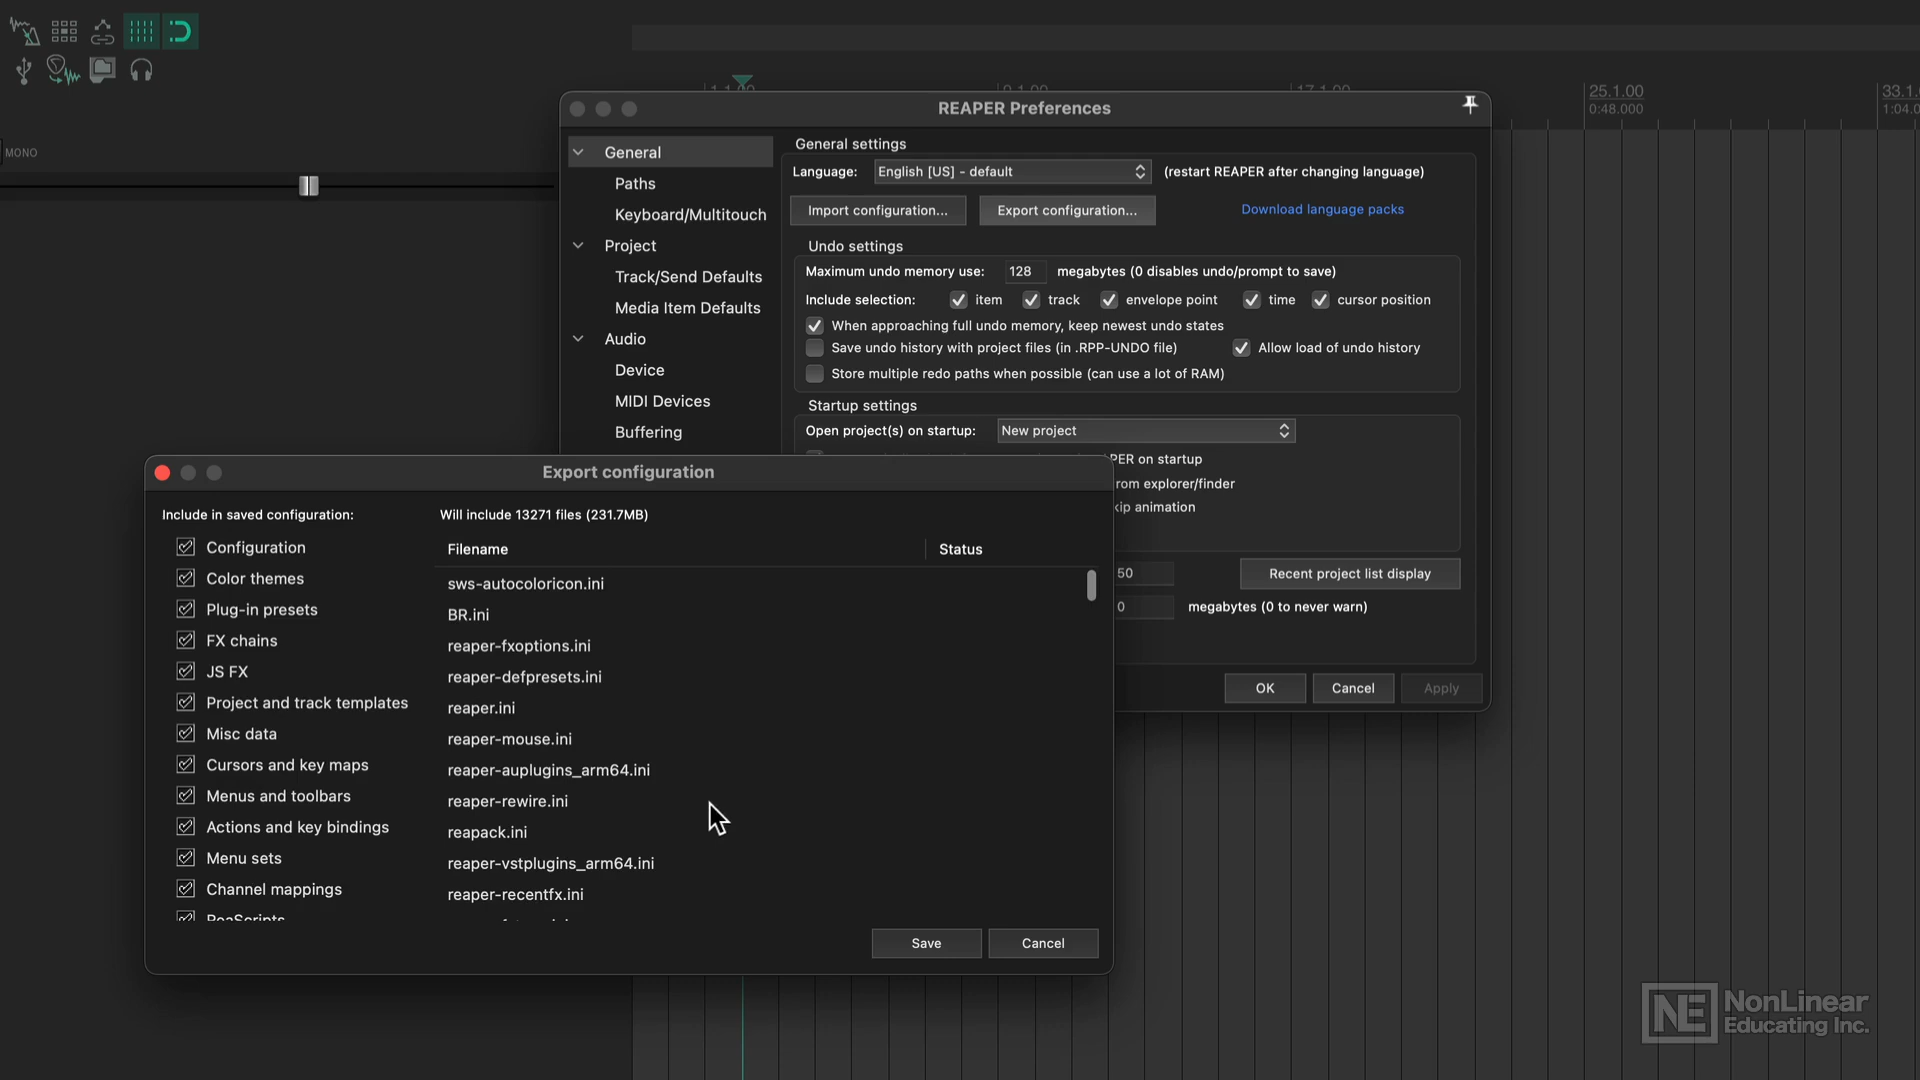 25.1.00
0:48.000
33.1.
1:04.0
MONO
REAPER Preferences
General
Paths
Keyboard/Multitouch
Project
Track/Send Defaults
Media Item Defaults
Audio
Device
MIDI Devices
Buffering
General settings
Language: English [US] - default (restart REAPER after changing language)
Import configuration... Export configuration... Download language packs
Undo settings
Maximum undo memory use: 128 megabytes (0 disables undo/prompt to save)
Include selection: item track envelope point time cursor position
When approaching full undo memory, keep newest undo states
Save undo history with project files (in .RPP-UNDO file) Allow load of undo history
Store multiple redo paths when possible (can use a lot of RAM)
Startup settings
Open project(s) on startup: New project
PER on startup
rom explorer/finder
kip animation
50 Recent project list display
0 megabytes (0 to never warn)
OK Cancel Apply
Export configuration
Include in saved configuration:
Configuration
Color themes
Plug-in presets
FX chains
JS FX
Project and track templates
Misc data
Cursors and key maps
Menus and toolbars
Actions and key bindings
Menu sets
Channel mappings
ReaScripts
Will include 13271 files (231.7MB)
Filename Status
sws-autocoloricon.ini
BR.ini
reaper-fxoptions.ini
reaper-defpresets.ini
reaper.ini
reaper-mouse.ini
reaper-auplugins_arm64.ini
reaper-rewire.ini
reapack.ini
reaper-vstplugins_arm64.ini
reaper-recentfx.ini
Save Cancel
NE NonLinear
Educating Inc.